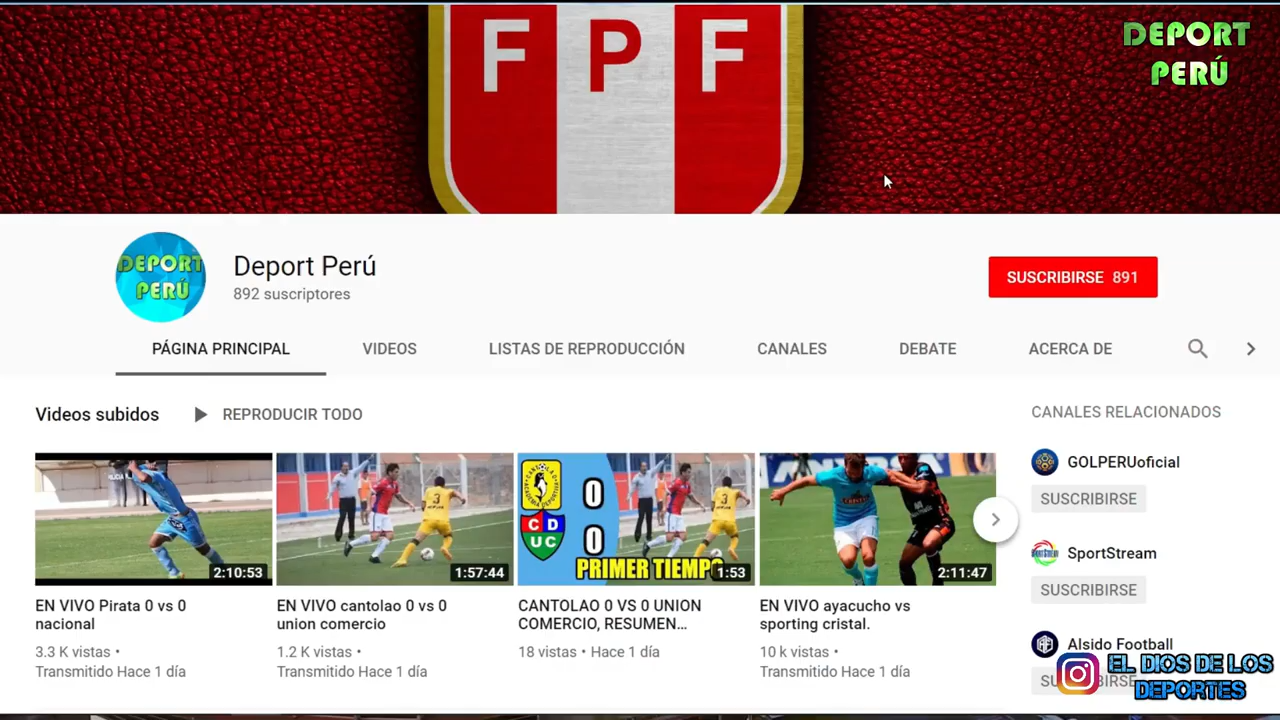 F P F
DEPORT
PERÚ
DEPORT
PERÚ
Deport Perú
892 suscriptores
SUSCRIBIRSE 891
PÁGINA PRINCIPAL
VIDEOS
LISTAS DE REPRODUCCIÓN
CANALES
DEBATE
ACERCA DE
Videos subidos
REPRODUCIR TODO
2:10:53
EN VIVO Pirata 0 vs 0
nacional
3.3 K vistas •
Transmitido Hace 1 día
1:57:44
EN VIVO cantolao 0 vs 0
union comercio
1.2 K vistas •
Transmitido Hace 1 día
0
0
C D
U C
PRIMER TIEMPO
1:53
CANTOLAO 0 VS 0 UNION
COMERCIO, RESUMEN...
18 vistas • Hace 1 día
2:11:47
EN VIVO ayacucho vs
sporting cristal.
10 k vistas •
Transmitido Hace 1 día
CANALES RELACIONADOS
GOLPERUoficial
SUSCRIBIRSE
SportStream
SUSCRIBIRSE
Alsido Football
EL DIOS DE LOS
DEPORTES